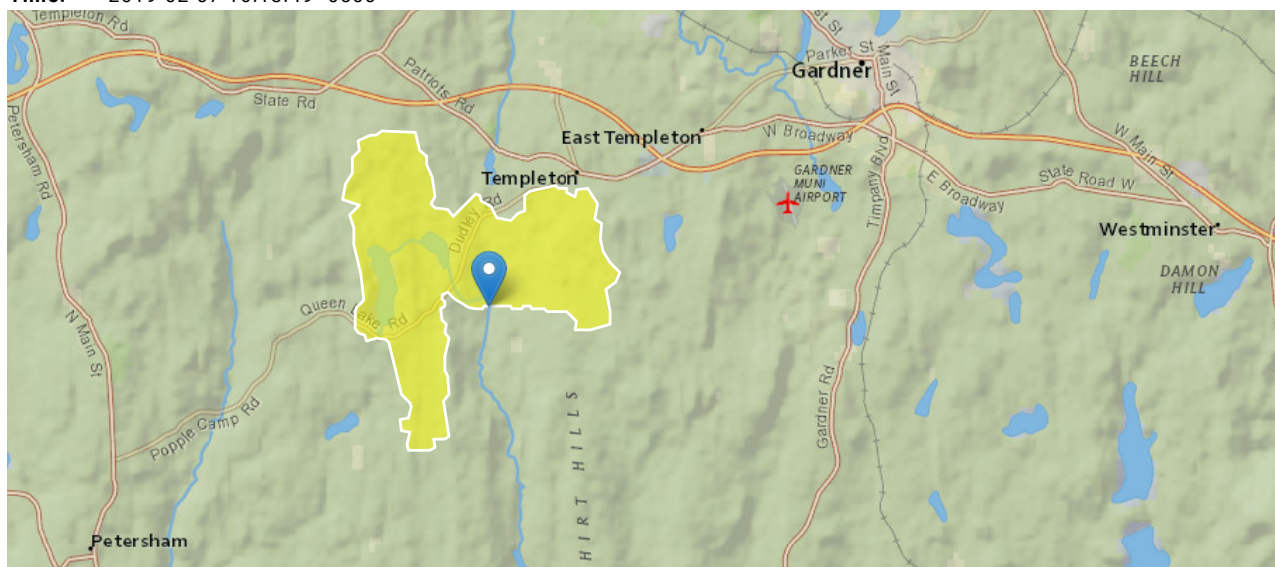 Templeton Rd
State Rd
Patriots Rd
Petersham Rd
Parker St
Main St
Gardner
BEECH
HILL
W Main St
East Templeton
W Broadway
Timpany Blvd
E Broadway
State Road W
Templeton
GARDNER
MUNI
AIRPORT
Westminster
Dudley Rd
DAMON
HILL
Queen Lake Rd
N Main St
Popple Camp Rd
Gardner Rd
HIRT HILLS
Petersham